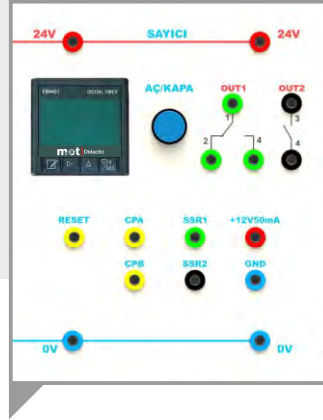 24V SAYICI 24V
DIGITAL TIMER
AÇ/KAPA OUT1 OUT2
1 3
2 4 4
met Didactic
RESET CPA SSR1 +12V50mA
CPB SSR2 GND
0V 0V